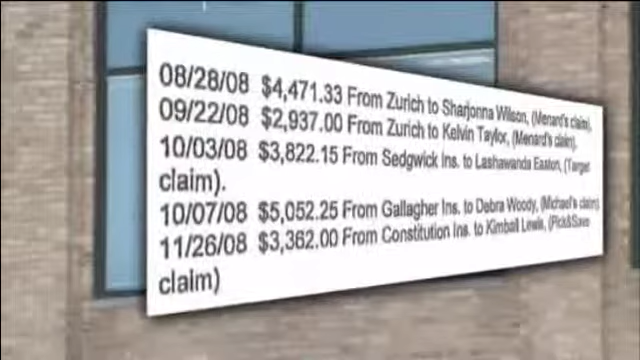 08/28/08 $4,471.33 From Zurich to Sharjonna Wilson, (Menard's claim).
09/22/08 $2,937.00 From Zurich to Kelvin Taylor, (Menard's claim).
10/03/08 $3,822.15 From Sedgwick Ins. to Lashawanda Easton, (Target
claim).
10/07/08 $5,052.25 From Gallagher Ins. to Debra Woody, (Michael's claim).
11/26/08 $3,362.00 From Constitution Ins. to Kimball Lewis, (Pick&Save
claim)